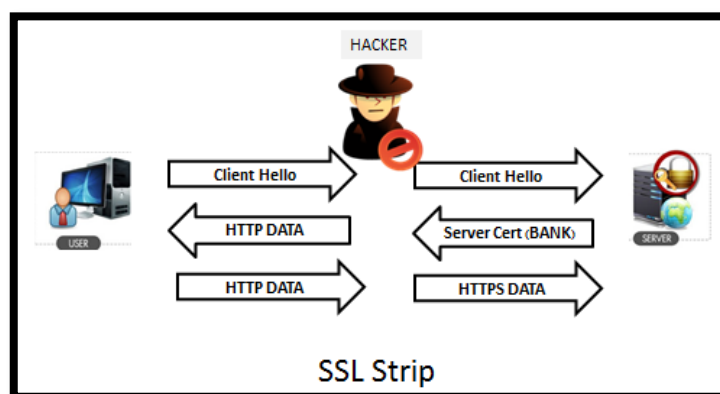 HACKER
Client Hello
Client Hello
HTTP DATA
Server Cert (BANK)
USER
SERVER
HTTP DATA
HTTPS DATA
SSL Strip